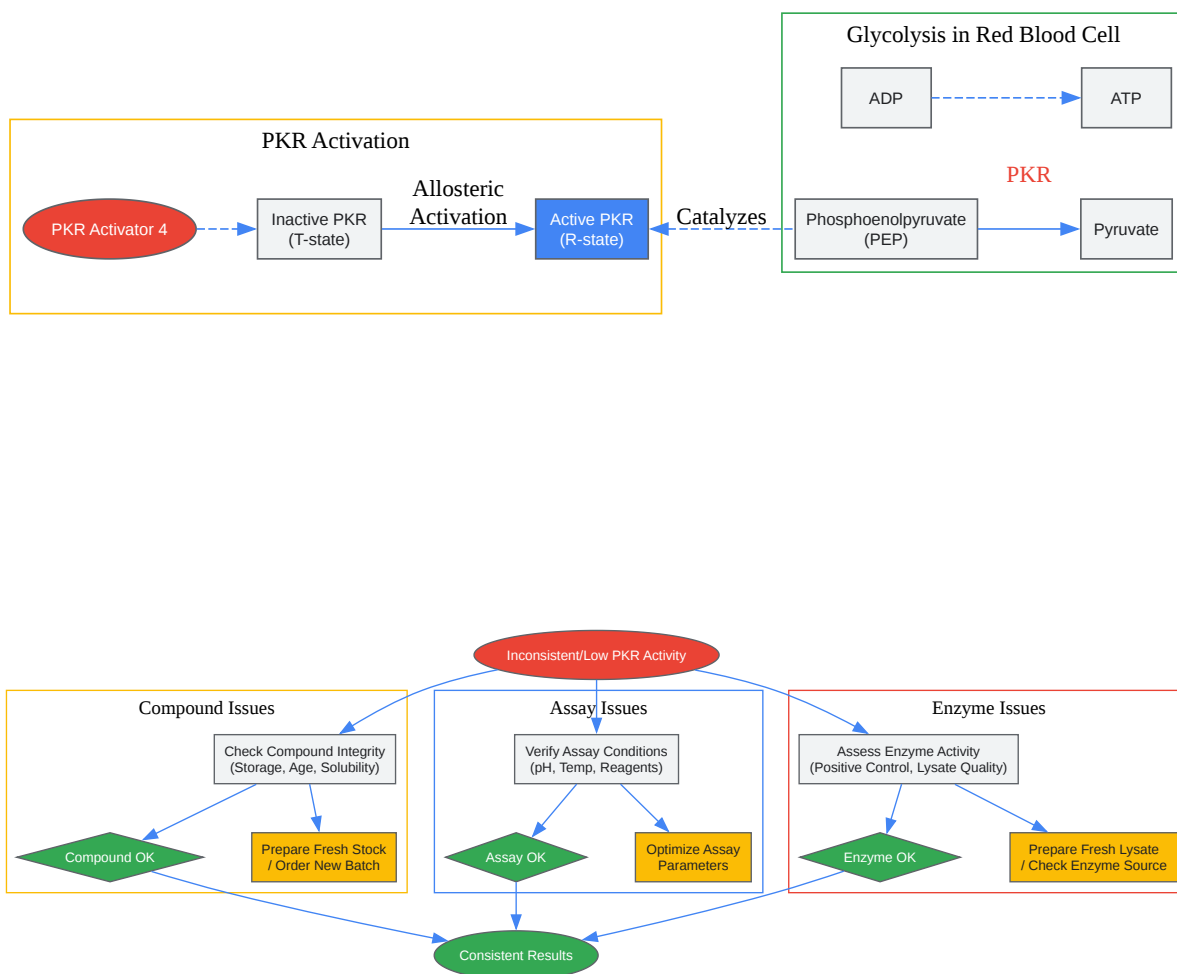 Glycolysis in Red Blood Cell
ADP
ATP
PKR Activation
PKR
Allosteric
Activation
PKR Activator 4
Inactive PKR
(T-state)
Active PKR
(R-state)
Catalyzes
Phosphoenolpyruvate
(PEP)
Pyruvate
Inconsistent/Low PKR Activity
Compound Issues
Assay Issues
Enzyme Issues
Check Compound Integrity
(Storage, Age, Solubility)
Verify Assay Conditions
(pH, Temp, Reagents)
Assess Enzyme Activity
(Positive Control, Lysate Quality)
Compound OK
Prepare Fresh Stock
/ Order New Batch
Assay OK
Optimize Assay
Parameters
Enzyme OK
Prepare Fresh Lysate
/ Check Enzyme Source
Consistent Results